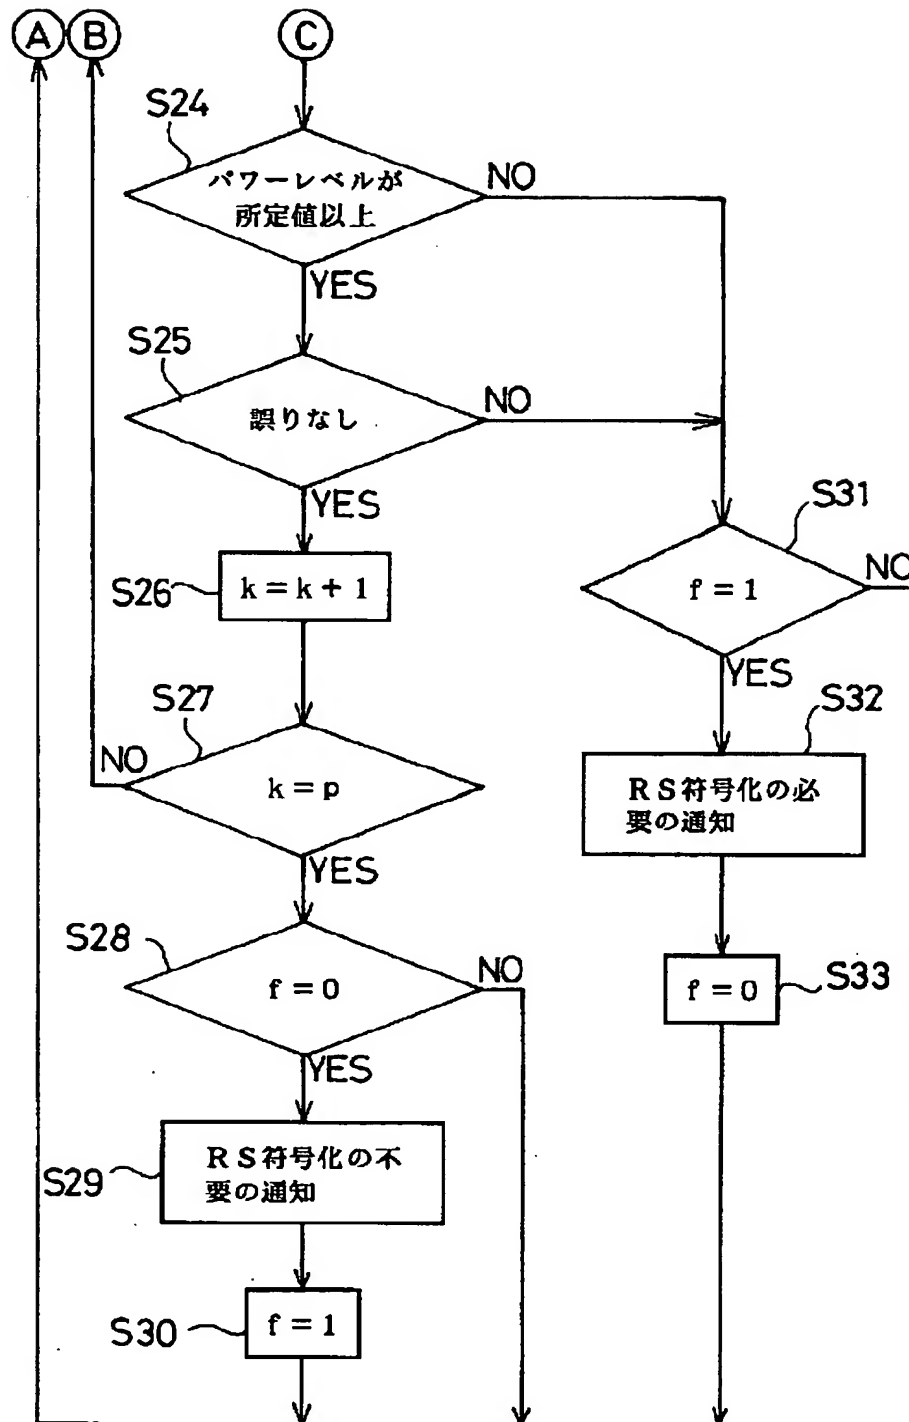 A
B
C
S24
パワーレベルが
所定値以上
NO
YES
S25
誤りなし
NO
YES
S26
k = k + 1
S31
f = 1
NO
YES
S27
k = p
NO
YES
S32
RS符号化の必
要の通知
S28
f = 0
NO
YES
f = 0
S33
S29
RS符号化の不
要の通知
S30
f = 1